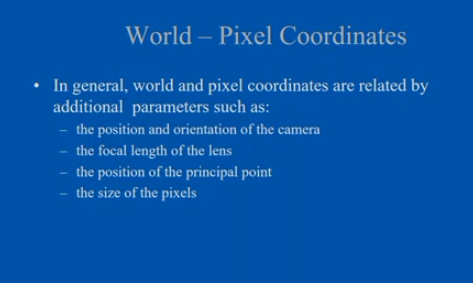 World – Pixel Coordinates
• In general, world and pixel coordinates are related by
additional parameters such as:
– the position and orientation of the camera
– the focal length of the lens
– the position of the principal point
– the size of the pixels